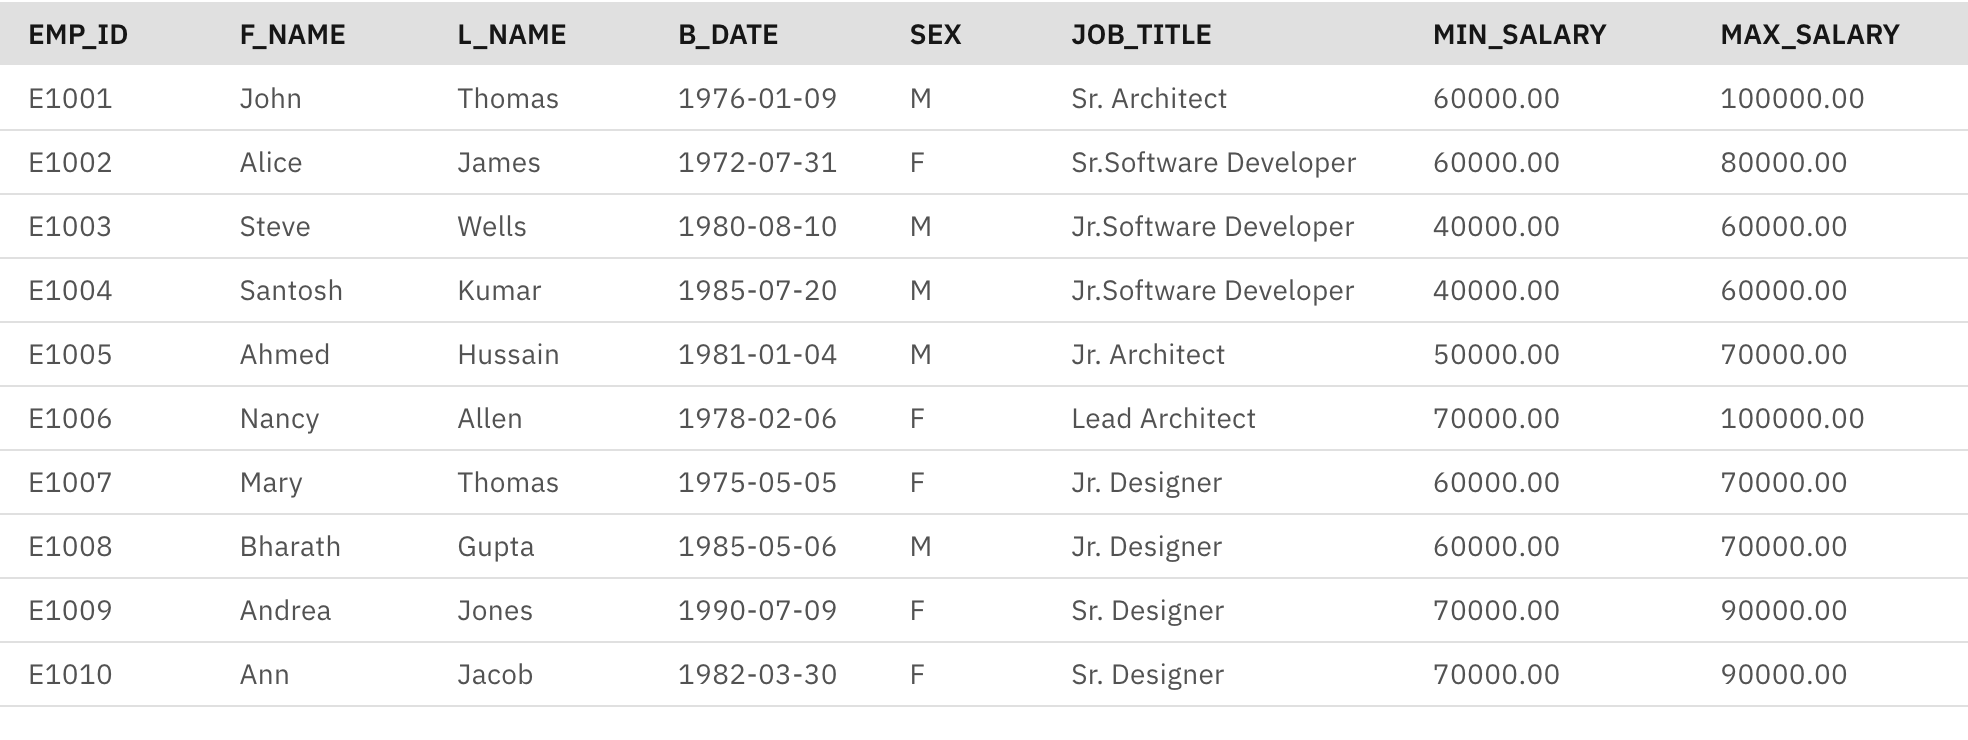 EMP_ID F_NAME L_NAME B_DATE SEX JOB_TITLE MIN_SALARY MAX_SALARY
E1001 John Thomas 1976-01-09 M Sr. Architect 60000.00 100000.00
E1002 Alice James 1972-07-31 F Sr.Software Developer 60000.00 80000.00
E1003 Steve Wells 1980-08-10 M Jr.Software Developer 40000.00 60000.00
E1004 Santosh Kumar 1985-07-20 M Jr.Software Developer 40000.00 60000.00
E1005 Ahmed Hussain 1981-01-04 M Jr. Architect 50000.00 70000.00
E1006 Nancy Allen 1978-02-06 F Lead Architect 70000.00 100000.00
E1007 Mary Thomas 1975-05-05 F Jr. Designer 60000.00 70000.00
E1008 Bharath Gupta 1985-05-06 M Jr. Designer 60000.00 70000.00
E1009 Andrea Jones 1990-07-09 F Sr. Designer 70000.00 90000.00
E1010 Ann Jacob 1982-03-30 F Sr. Designer 70000.00 90000.00